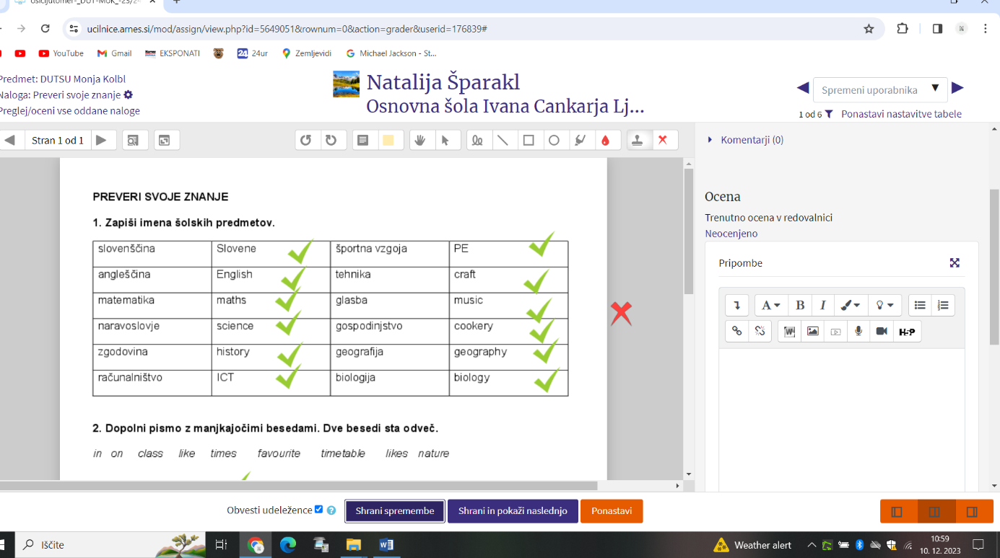 ucilnice.arnes.si/mod/assign/view.php?id=5649051&rownum=0&action=grader&userid=176839#
YouTube Gmail EKSPONATI 24ur Zemljevidi Michael Jackson - St...
Predmet: DUTSU Monja Kolbl
Naloga: Preveri svoje znanje
Preglej/oceni vse oddane naloge
Natalija Šparakl
Osnovna šola Ivana Cankarja Lj...
Spremeni uporabnika
1 od 6 Ponastavi nastavitve tabele
Stran 1 od 1
PREVERI SVOJE ZNANJE
1. Zapiši imena šolskih predmetov.
slovenščina Slovene športna vzgoja PE
angleščina English tehnika craft
matematika maths glasba music
naravoslovje science gospodinjstvo cookery
zgodovina history geografija geography
računalništvo ICT biologija biology
2. Dopolni pismo z manjkajočimi besedami. Dve besedi sta odveč.
in on class like times favourite timetable likes nature
Komentarji (0)
Ocena
Trenutno ocena v redovalnici
Neocenjeno
Pripombe
A B I
H5P
Obvesti udeležence
Shrani spremembe Shrani in pokaži naslednjo Ponastavi
Iščite
Weather alert
10:59
10. 12. 2023